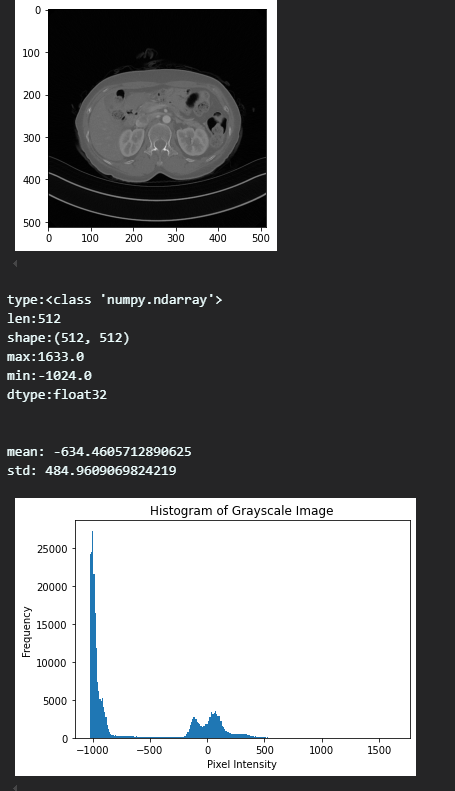 0
100
200
300
400
500
0 100 200 300 400 500
type:<class 'numpy.ndarray'>
len:512
shape:(512, 512)
max:1633.0
min:-1024.0
dtype:float32
mean: -634.4605712890625
std: 484.9609069824219
Histogram of Grayscale Image
25000
20000
15000
10000
5000
0
Frequency
−1000 −500 0 500 1000 1500
Pixel Intensity